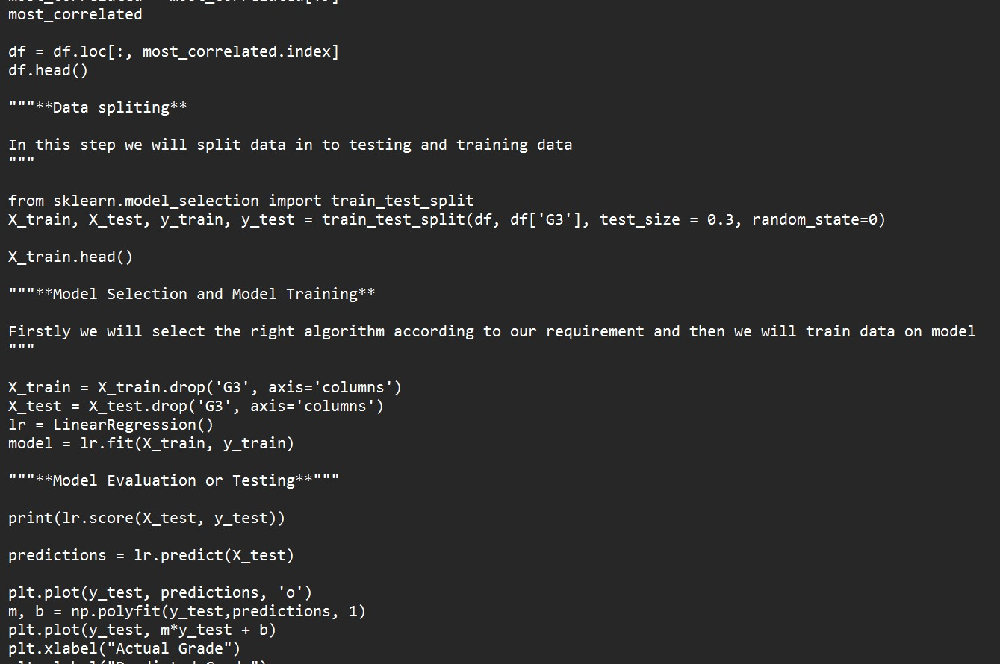 most_correlated
df = df.loc[:, most_correlated.index]
df.head()
"""**Data spliting**
In this step we will split data in to testing and training data
"""
from sklearn.model_selection import train_test_split
X_train, X_test, y_train, y_test = train_test_split(df, df['G3'], test_size = 0.3, random_state=0)
X_train.head()
"""**Model Selection and Model Training**
Firstly we will select the right algorithm according to our requirement and then we will train data on model
"""
X_train = X_train.drop('G3', axis='columns')
X_test = X_test.drop('G3', axis='columns')
lr = LinearRegression()
model = lr.fit(X_train, y_train)
"""**Model Evaluation or Testing**"""
print(lr.score(X_test, y_test))
predictions = lr.predict(X_test)
plt.plot(y_test, predictions, 'o')
m, b = np.polyfit(y_test,predictions, 1)
plt.plot(y_test, m*y_test + b)
plt.xlabel("Actual Grade")